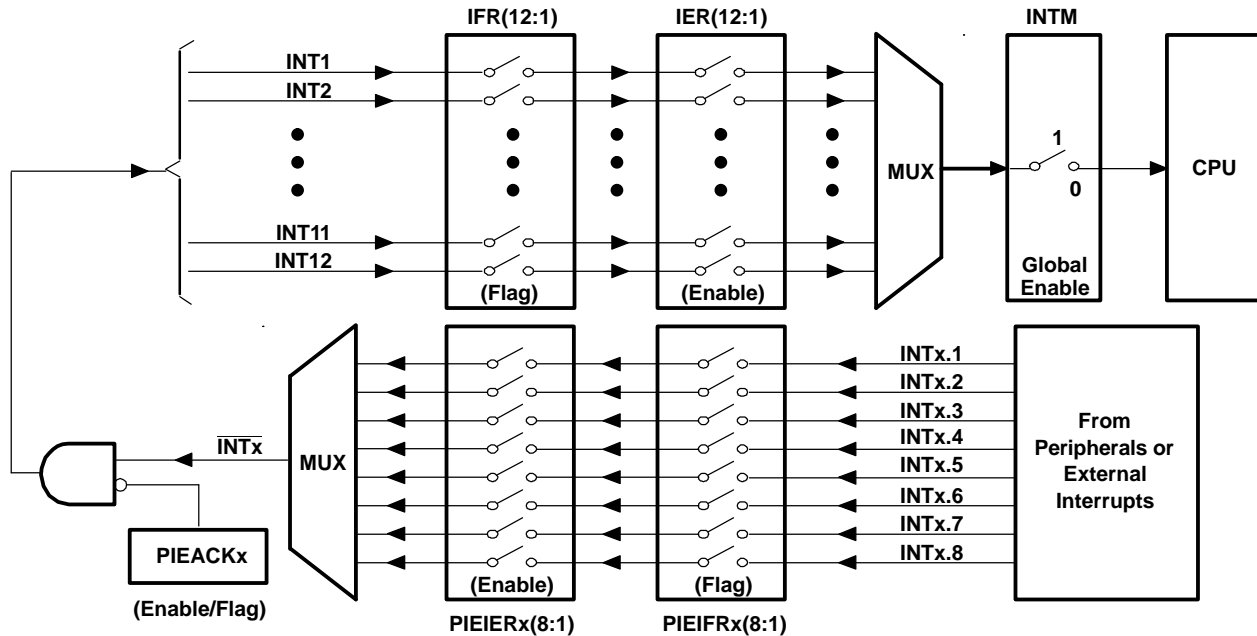 IFR(12:1)
IER(12:1)
INTM
INT1
INT2
1
MUX
CPU
0
INT11
INT12
Global
Enable
(Flag)
(Enable)
INTx.1
INTx.2
INTx.3
INTx.4
INTx.5
INTx.6
INTx.7
INTx.8
From
Peripherals or
External
Interrupts
INTx
MUX
PIEACKx
(Enable/Flag)
(Enable)
(Flag)
PIEIERx(8:1)
PIEIFRx(8:1)